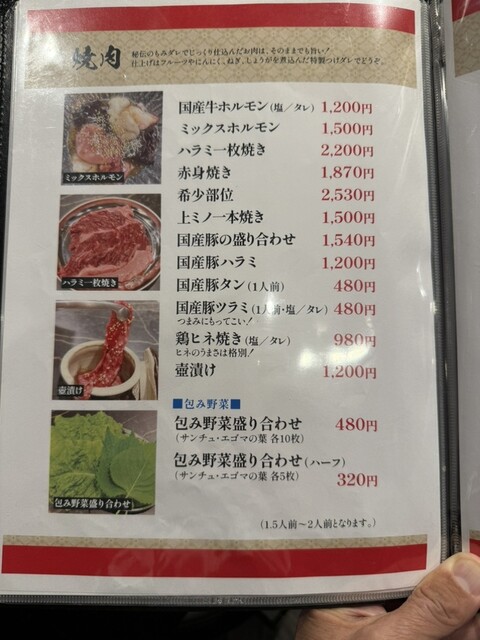 焼肉
秘伝のもみダレでじっくり仕込んだお肉は、そのままでも旨い!
仕上げはフルーツやにんにく、ねぎ、しょうがを煮込んだ特製つけダレでどうぞ。
国産牛ホルモン(塩/タレ) 1,200円
ミックスホルモン 1,500円
ハラミ一枚焼き 2,200円
赤身焼き 1,870円
希少部位 2,530円
上ミノ一本焼き 1,500円
国産豚の盛り合わせ 1,540円
国産豚ハラミ 1,200円
国産豚タン(1人前) 480円
国産豚ツラミ(1人前・塩/タレ) 480円
つまみにもってこい!
鶏ヒネ焼き(塩/タレ) 980円
ヒネのうまさは格別!
壺漬け 1,200円
■包み野菜■
包み野菜盛り合わせ 480円
(サンチュ・エゴマの葉 各10枚)
包み野菜盛り合わせ(ハーフ)
(サンチュ・エゴマの葉 各5枚) 320円
(1.5人前~2人前となります。)
ミックスホルモン
ハラミ一枚焼き
壺漬け
包み野菜盛り合わせ